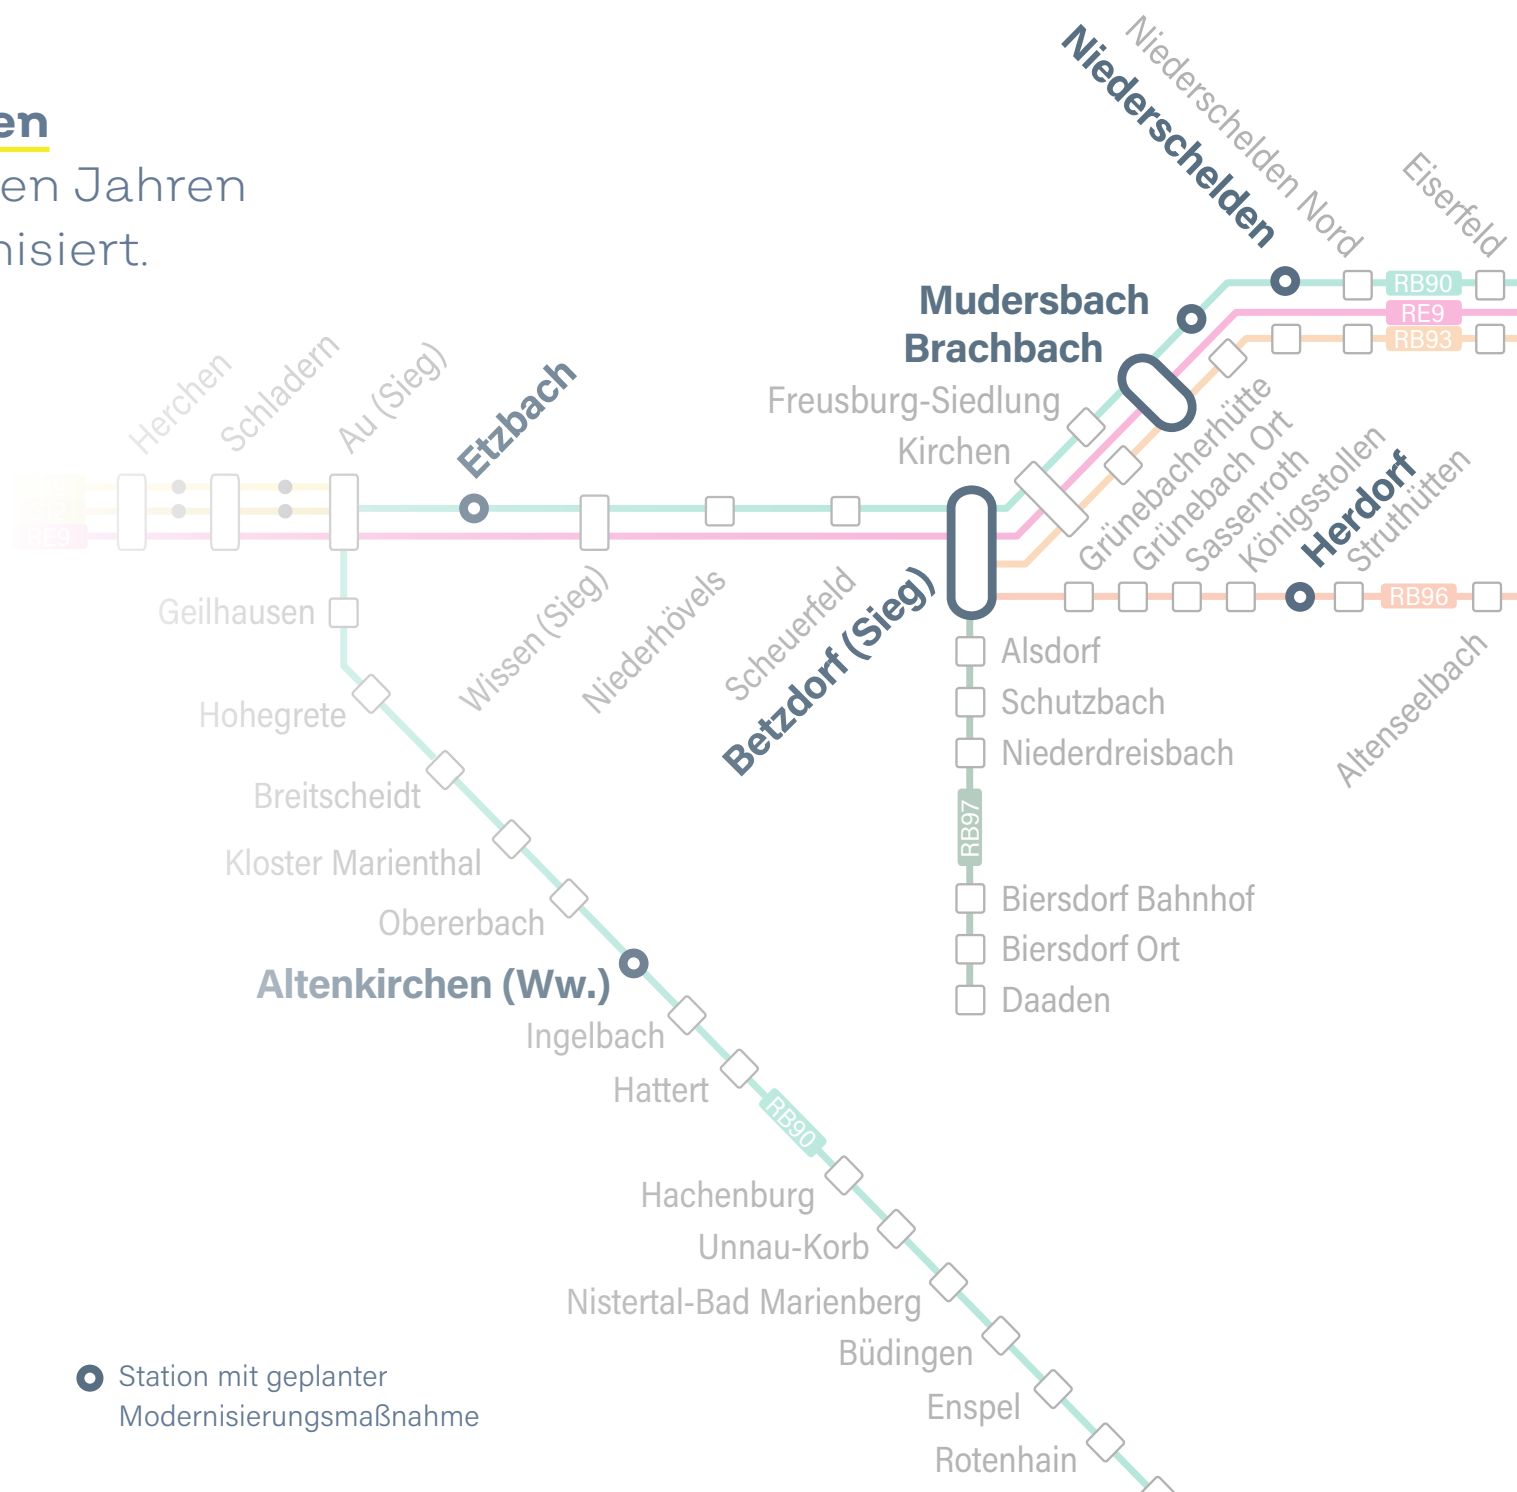 en
en Jahren
nisiert.
Niederschelden
Niederschelden Nord
Eiserfeld
RB90
RE9
RB93
Mudersbach
Brachbach
Freusburg-Siedlung
Kirchen
Herchen
Schladern
Au (Sieg)
Etzbach
RE9
Grünebacherhütte
Grünebach Ort
Sassenroth
Königsstollen
Herdorf
Struthütten
RB96
Altenseelbach
Wissen (Sieg)
Niederhövels
Scheuerfeld
Betzdorf (Sieg)
Geilhausen
Hohegrete
Breitscheidt
Kloster Marienthal
Obererbach
Altenkirchen (Ww.)
Ingelbach
Hattert
RB90
Hachenburg
Unnau-Korb
Nistertal-Bad Marienberg
Büdingen
Enspel
Rotenhain
Alsdorf
Schutzbach
Niederdreisbach
RB97
Biersdorf Bahnhof
Biersdorf Ort
Daaden
Station mit geplanter
Modernisierungsmaßnahme